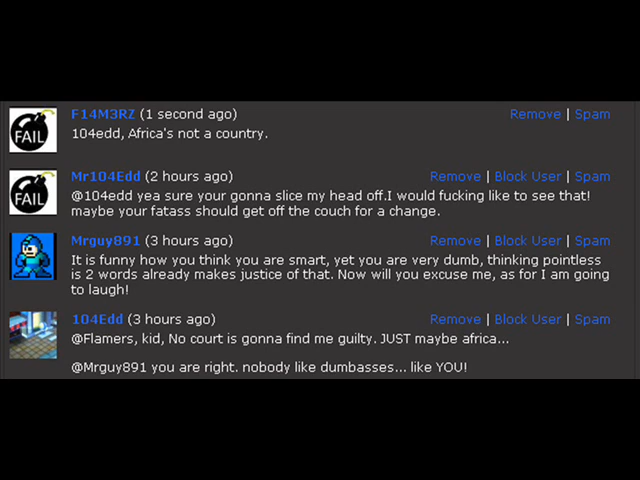 F14M3RZ (1 second ago) Remove | Spam
FAIL
104edd, Africa's not a country.
Mr104Edd (2 hours ago) Remove | Block User | Spam
FAIL
@104edd yea sure your gonna slice my head off.I would fucking like to see that!
maybe your fatass should get off the couch for a change.
Mrguy891 (3 hours ago) Remove | Block User | Spam
It is funny how you think you are smart, yet you are very dumb, thinking pointless
is 2 words already makes justice of that. Now will you excuse me, as for I am going
to laugh!
104Edd (3 hours ago) Remove | Block User | Spam
@Flamers, kid, No court is gonna find me guilty. JUST maybe africa...
@Mrguy891 you are right. nobody like dumbasses... like YOU!